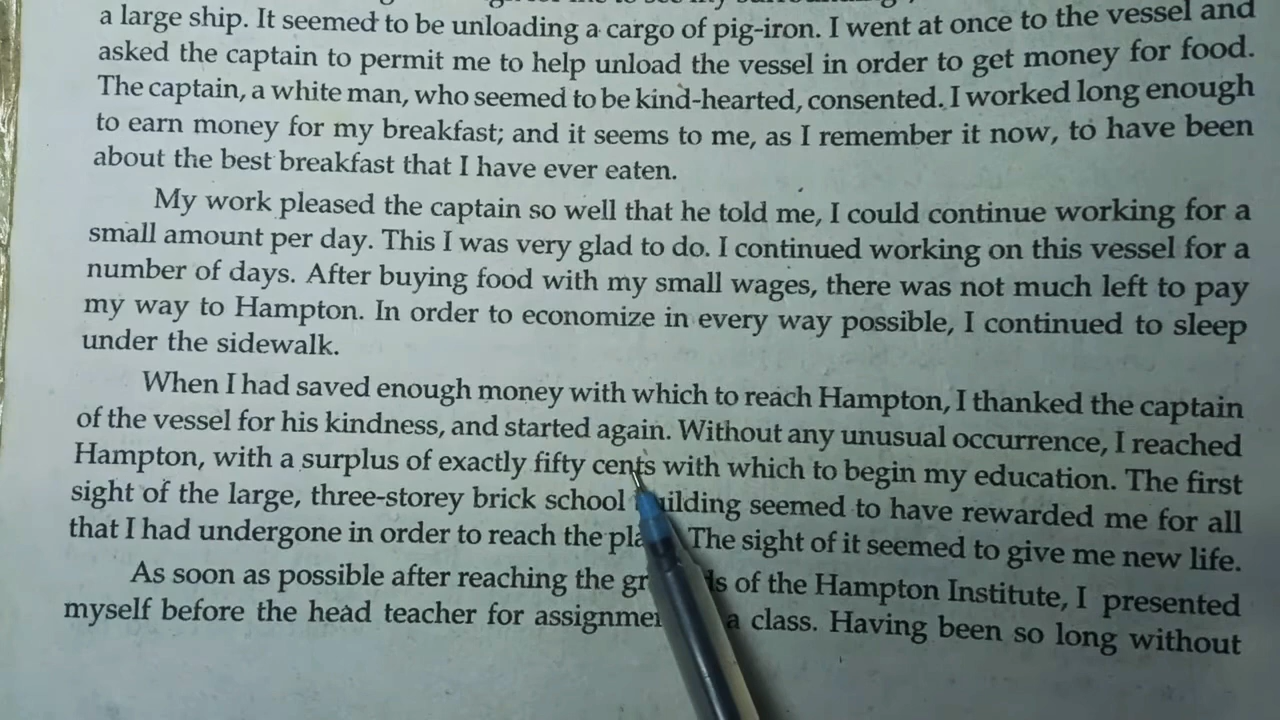 a large ship. It seemed to be unloading a cargo of pig-iron. I went at once to the vessel and
asked the captain to permit me to help unload the vessel in order to get money for food.
The captain, a white man, who seemed to be kind-hearted, consented. I worked long enough
to earn money for my breakfast; and it seems to me, as I remember it now, to have been
about the best breakfast that I have ever eaten.
My work pleased the captain so well that he told me, I could continue working for a
small amount per day. This I was very glad to do. I continued working on this vessel for a
number of days. After buying food with my small wages, there was not much left to pay
my way to Hampton. In order to economize in every way possible, I continued to sleep
under the sidewalk.
When I had saved enough money with which to reach Hampton, I thanked the captain
of the vessel for his kindness, and started again. Without any unusual occurrence, I reached
Hampton, with a surplus of exactly fifty cents with which to begin my education. The first
sight of the large, three-storey brick school building seemed to have rewarded me for all
that I had undergone in order to reach the The sight of it seemed to give me new life.
As soon as possible after reaching the of the Hampton Institute, I presented
myself before the head teacher for a class. Having been so long without